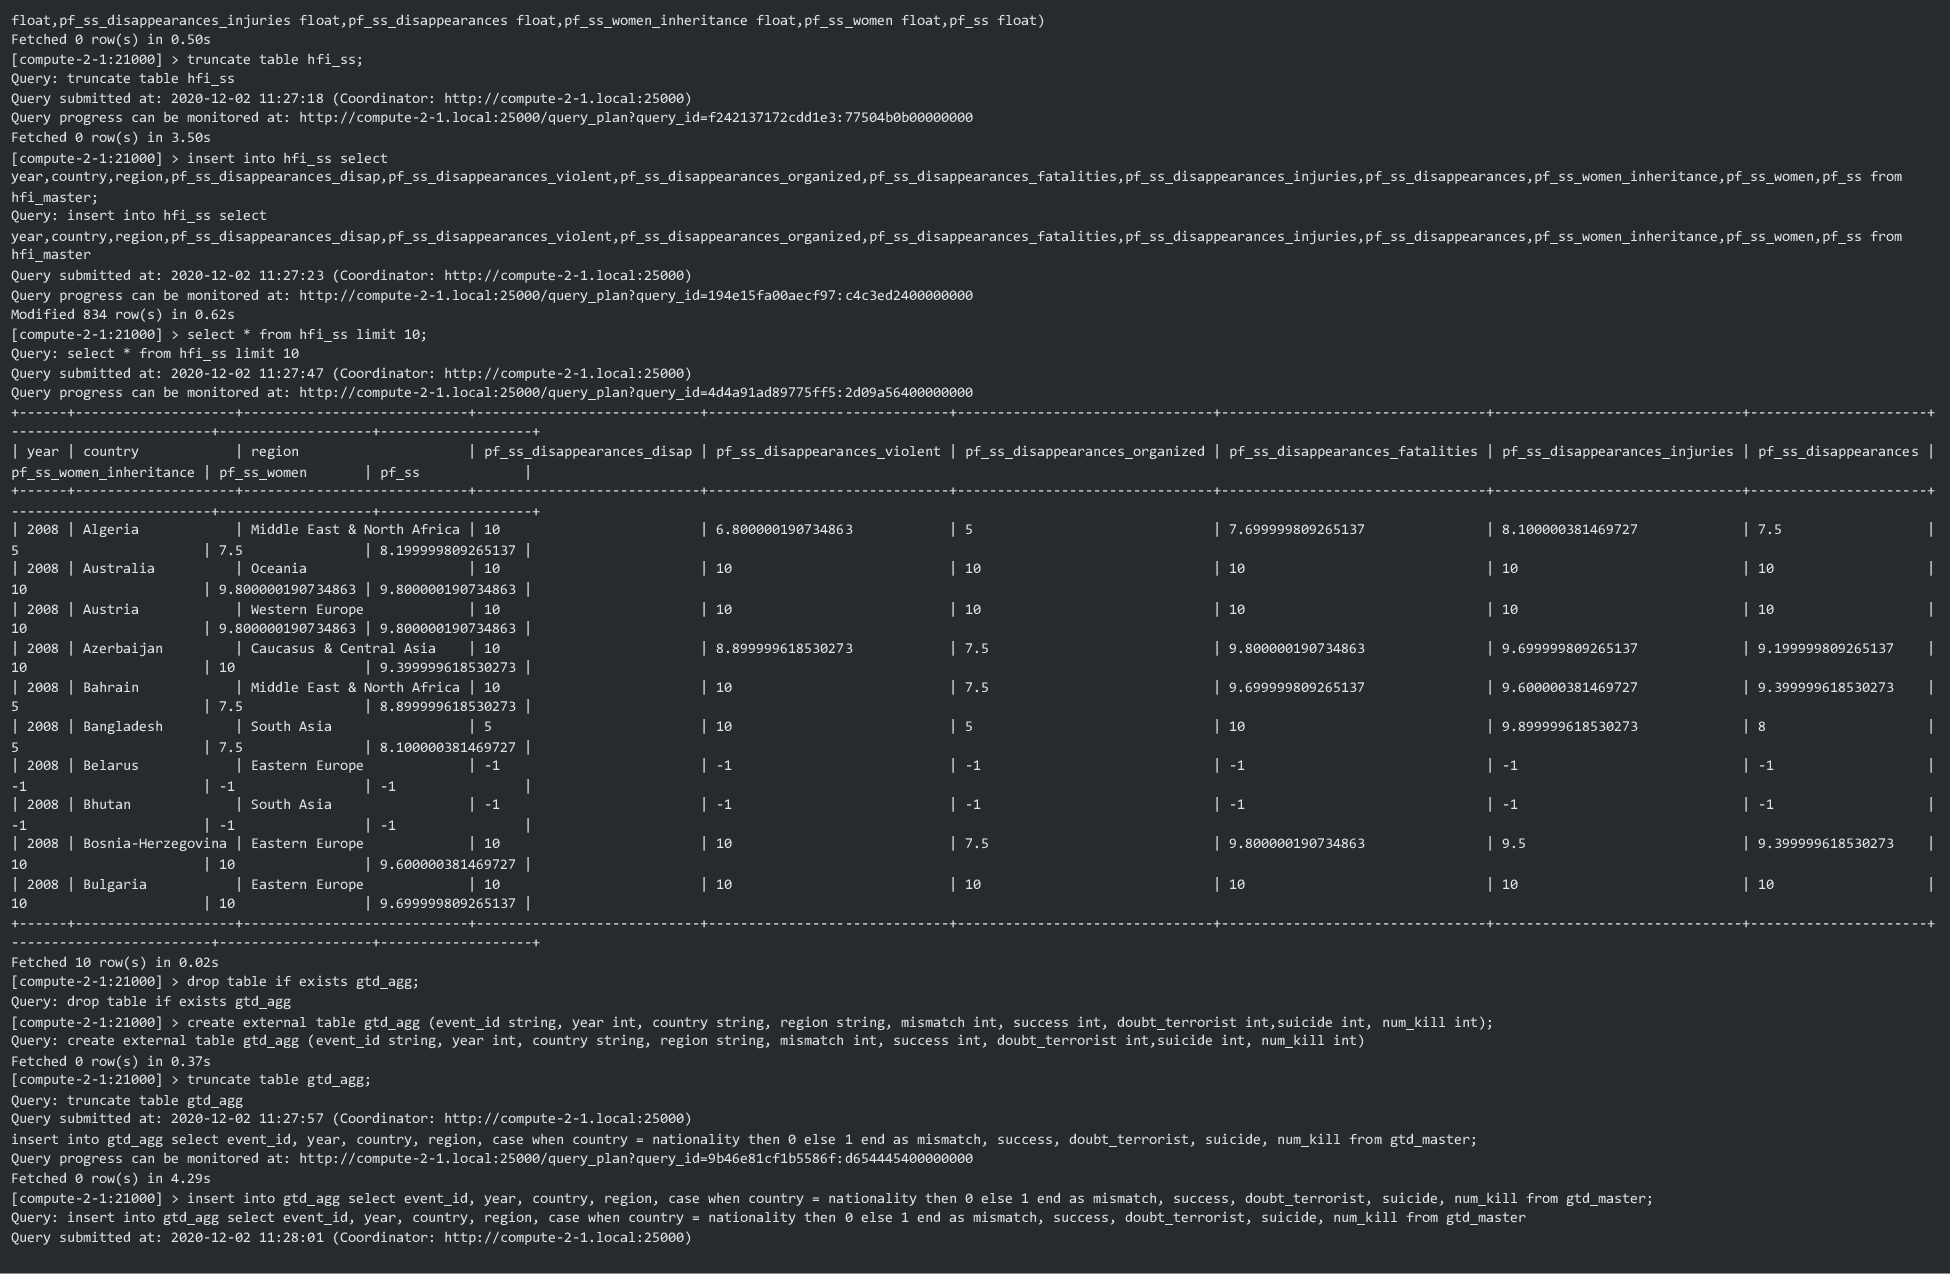 float,pf_ss_disappearances_injuries float,pf_ss_disappearances float,pf_ss_women_inheritance float,pf_ss_women float,pf_ss float)
Fetched 0 row(s) in 0.50s
[compute-2-1:21000] > truncate table hfi_ss;
Query: truncate table hfi_ss
Query submitted at: 2020-12-02 11:27:18 (Coordinator: http://compute-2-1.local:25000)
Query progress can be monitored at: http://compute-2-1.local:25000/query_plan?query_id=f242137172cdd1e3:77504b0b00000000
Fetched 0 row(s) in 3.50s
[compute-2-1:21000] > insert into hfi_ss select
year,country,region,pf_ss_disappearances_disap,pf_ss_disappearances_violent,pf_ss_disappearances_organized,pf_ss_disappearances_fatalities,pf_ss_disappearances_injuries,pf_ss_disappearances,pf_ss_women_inheritance,pf_ss_women,pf_ss from
hfi_master;
Query: insert into hfi_ss select
year,country,region,pf_ss_disappearances_disap,pf_ss_disappearances_violent,pf_ss_disappearances_organized,pf_ss_disappearances_fatalities,pf_ss_disappearances_injuries,pf_ss_disappearances,pf_ss_women_inheritance,pf_ss_women,pf_ss from
hfi_master
Query submitted at: 2020-12-02 11:27:23 (Coordinator: http://compute-2-1.local:25000)
Query progress can be monitored at: http://compute-2-1.local:25000/query_plan?query_id=194e15fa00aecf97:c4c3ed2400000000
Modified 834 row(s) in 0.62s
[compute-2-1:21000] > select * from hfi_ss limit 10;
Query: select * from hfi_ss limit 10
Query submitted at: 2020-12-02 11:27:47 (Coordinator: http://compute-2-1.local:25000)
Query progress can be monitored at: http://compute-2-1.local:25000/query_plan?query_id=4d4a91ad89775ff5:2d09a56400000000
+------+--------------------+----------------------------+----------------------------+------------------------------+--------------------------------+---------------------------------+-------------------------------+----------------------+
-------------------------+-------------------+-------------------+
| year | country | region | pf_ss_disappearances_disap | pf_ss_disappearances_violent | pf_ss_disappearances_organized | pf_ss_disappearances_fatalities | pf_ss_disappearances_injuries | pf_ss_disappearances |
pf_ss_women_inheritance | pf_ss_women | pf_ss |
+------+--------------------+----------------------------+----------------------------+------------------------------+--------------------------------+---------------------------------+-------------------------------+----------------------+
-------------------------+-------------------+-------------------+
| 2008 | Algeria | Middle East & North Africa | 10 | 6.800000190734863 | 5 | 7.699999809265137 | 8.100000381469727 | 7.5 |
5 | 7.5 | 8.199999809265137 |
| 2008 | Australia | Oceania | 10 | 10 | 10 | 10 | 10 | 10 |
10 | 9.800000190734863 | 9.800000190734863 |
| 2008 | Austria | Western Europe | 10 | 10 | 10 | 10 | 10 | 10 |
10 | 9.800000190734863 | 9.800000190734863 |
| 2008 | Azerbaijan | Caucasus & Central Asia | 10 | 8.899999618530273 | 7.5 | 9.800000190734863 | 9.699999809265137 | 9.199999809265137 |
10 | 10 | 9.399999618530273 |
| 2008 | Bahrain | Middle East & North Africa | 10 | 10 | 7.5 | 9.699999809265137 | 9.600000381469727 | 9.399999618530273 |
5 | 7.5 | 8.899999618530273 |
| 2008 | Bangladesh | South Asia | 5 | 10 | 5 | 10 | 9.899999618530273 | 8 |
5 | 7.5 | 8.100000381469727 |
| 2008 | Belarus | Eastern Europe | -1 | -1 | -1 | -1 | -1 | -1 |
-1 | -1 | -1 |
| 2008 | Bhutan | South Asia | -1 | -1 | -1 | -1 | -1 | -1 |
-1 | -1 | -1 |
| 2008 | Bosnia-Herzegovina | Eastern Europe | 10 | 10 | 7.5 | 9.800000190734863 | 9.5 | 9.399999618530273 |
10 | 10 | 9.600000381469727 |
| 2008 | Bulgaria | Eastern Europe | 10 | 10 | 10 | 10 | 10 | 10 |
10 | 10 | 9.699999809265137 |
+------+--------------------+----------------------------+----------------------------+------------------------------+--------------------------------+---------------------------------+-------------------------------+----------------------+
-------------------------+-------------------+-------------------+
Fetched 10 row(s) in 0.02s
[compute-2-1:21000] > drop table if exists gtd_agg;
Query: drop table if exists gtd_agg
[compute-2-1:21000] > create external table gtd_agg (event_id string, year int, country string, region string, mismatch int, success int, doubt_terrorist int,suicide int, num_kill int);
Query: create external table gtd_agg (event_id string, year int, country string, region string, mismatch int, success int, doubt_terrorist int,suicide int, num_kill int)
Fetched 0 row(s) in 0.37s
[compute-2-1:21000] > truncate table gtd_agg;
Query: truncate table gtd_agg
Query submitted at: 2020-12-02 11:27:57 (Coordinator: http://compute-2-1.local:25000)
insert into gtd_agg select event_id, year, country, region, case when country = nationality then 0 else 1 end as mismatch, success, doubt_terrorist, suicide, num_kill from gtd_master;
Query progress can be monitored at: http://compute-2-1.local:25000/query_plan?query_id=9b46e81cf1b5586f:d654445400000000
Fetched 0 row(s) in 4.29s
[compute-2-1:21000] > insert into gtd_agg select event_id, year, country, region, case when country = nationality then 0 else 1 end as mismatch, success, doubt_terrorist, suicide, num_kill from gtd_master;
Query: insert into gtd_agg select event_id, year, country, region, case when country = nationality then 0 else 1 end as mismatch, success, doubt_terrorist, suicide, num_kill from gtd_master
Query submitted at: 2020-12-02 11:28:01 (Coordinator: http://compute-2-1.local:25000)